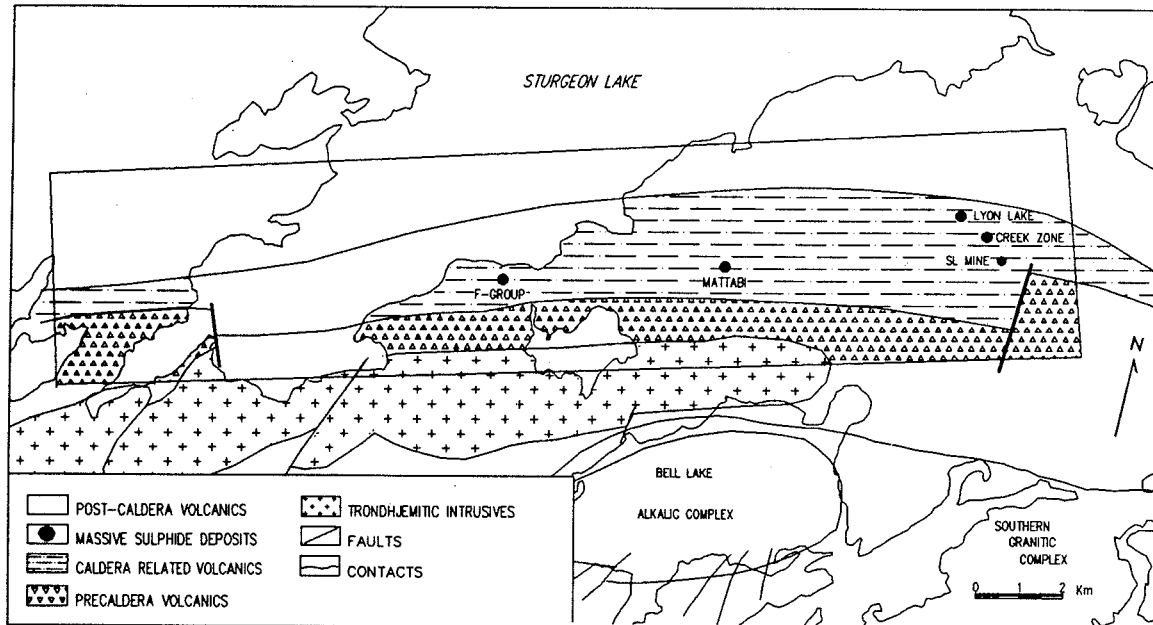 STURGEON LAKE
LYON LAKE
CREEK ZONE
SL MINE
MATTABI
F-GROUP
N
BELL LAKE
ALKALIC COMPLEX
SOUTHERN
GRANITIC
COMPLEX
0 1 2 Km
POST-CALDERA VOLCANICS
MASSIVE SULPHIDE DEPOSITS
CALDERA RELATED VOLCANICS
PRECALDERA VOLCANICS
TRONDHJEMITIC INTRUSIVES
FAULTS
CONTACTS